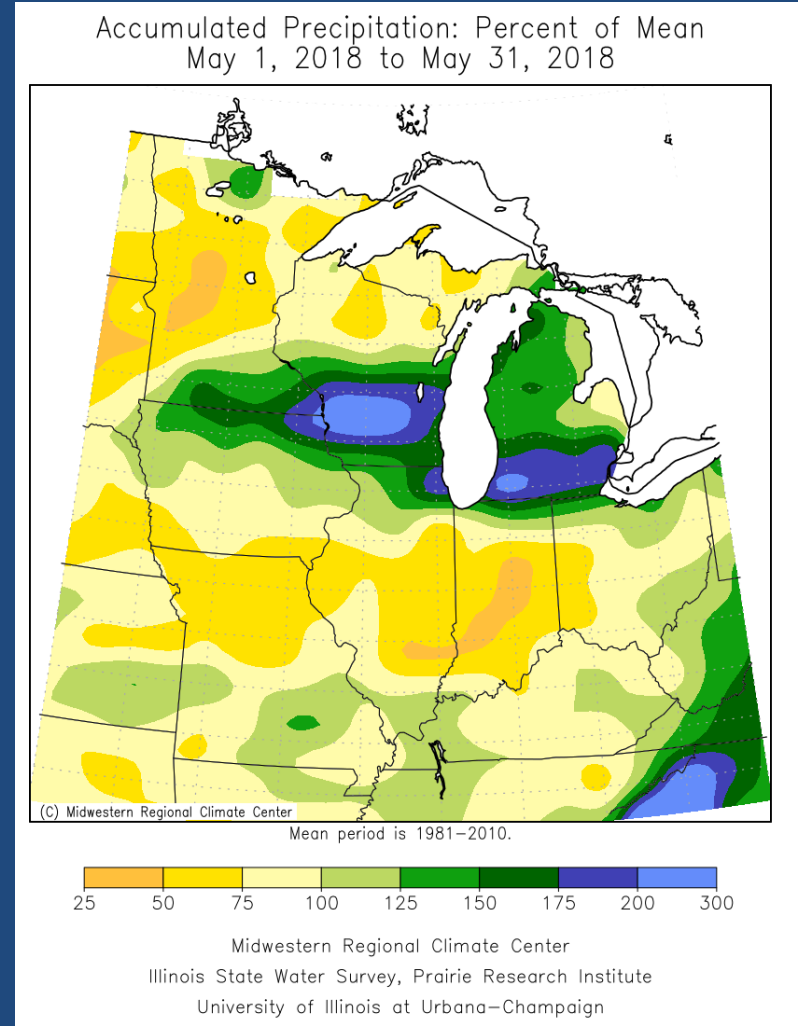 Accumulated Precipitation: Percent of Mean
May 1, 2018 to May 31, 2018
(C) Midwestern Regional Climate Center
Mean period is 1981-2010.
25 50 75 100 125 150 175 200 300
Midwestern Regional Climate Center
Illinois State Water Survey, Prairie Research Institute
University of Illinois at Urbana-Champaign